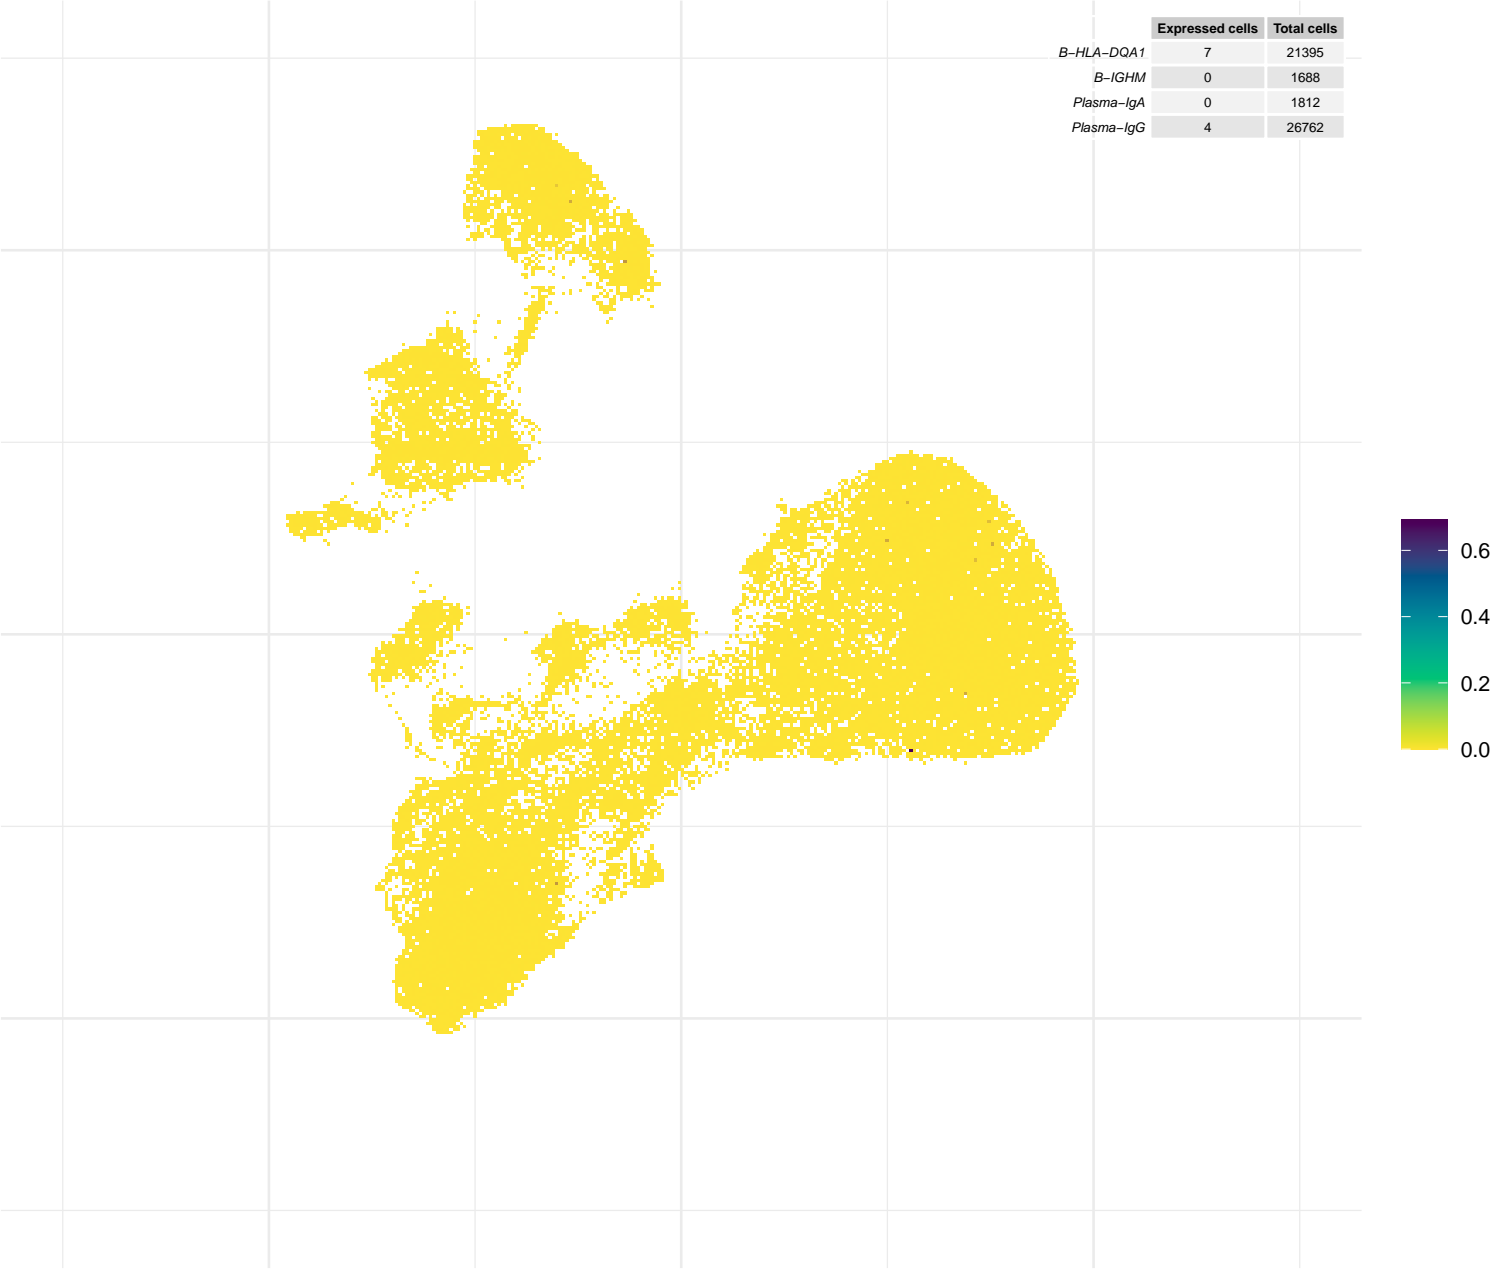 Expressed cells Total cells
B−HLA−DQA1 7 21395
B−IGHM 0 1688
Plasma−IgA 0 1812
Plasma−IgG 4 26762
0.6
0.4
0.2
0.0